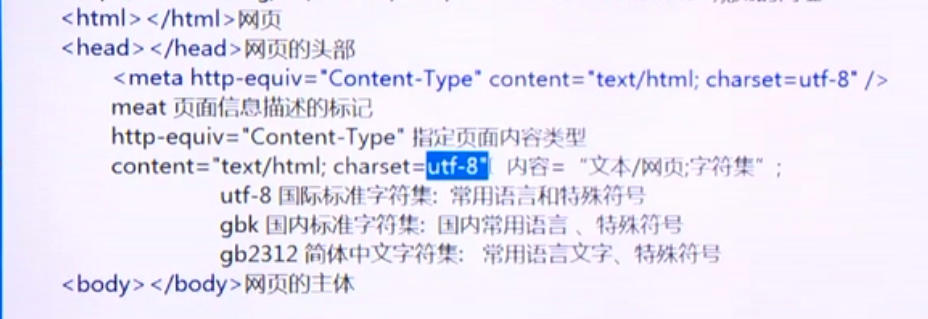 <html></html>网页
<head></head>网页的头部
<meta http-equiv="Content-Type" content="text/html; charset=utf-8" />
meat 页面信息描述的标记
http-equiv="Content-Type" 指定页面内容类型
content="text/html; charset=utf-8" 内容=“文本/网页;字符集”;
utf-8 国际标准字符集: 常用语言和特殊符号
gbk 国内标准字符集: 国内常用语言 、特殊符号
gb2312 简体中文字符集: 常用语言文字、特殊符号
<body></body>网页的主体